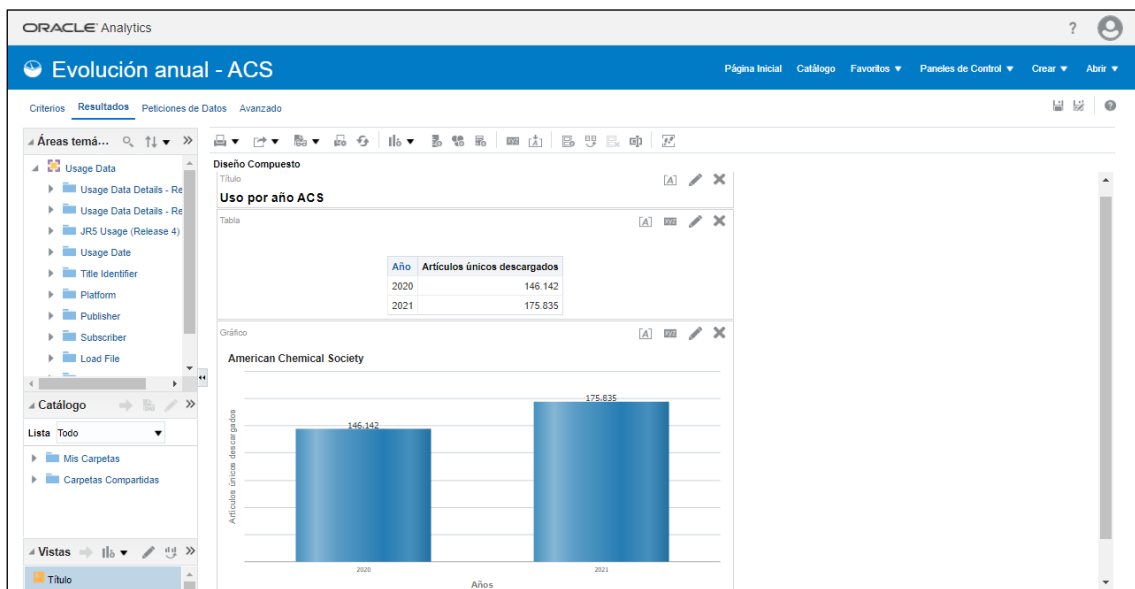 ORACLE Analytics
?
Evolución anual - ACS
Página Inicial Catálogo Favoritos Paneles de Control Crear Abrir
Criterios Resultados Peticiones de Datos Avanzado
Áreas temá...
Usage Data
Usage Data Details - Re
Usage Data Details - Re
JR5 Usage (Release 4)
Usage Date
Title Identifier
Platform
Publisher
Subscriber
Load File
Catálogo
Lista Todo
Mis Carpetas
Carpetas Compartidas
Vistas
Título
Diseño Compuesto
Título
Uso por año ACS
Tabla
Año Artículos únicos descargados
2020 146.142
2021 175.835
Gráfico
American Chemical Society
Artículos únicos descargados
146.142
175.835
2020 2021
Años